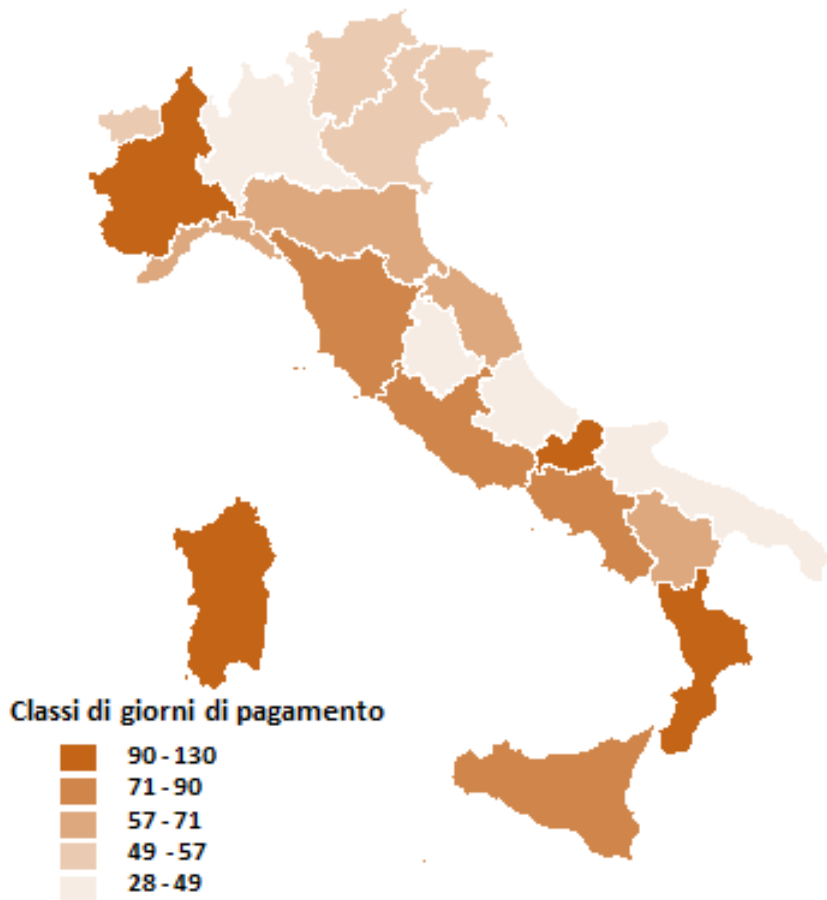 Classi di giorni di pagamento
90 - 130
71 - 90
57 - 71
49 - 57
28 - 49